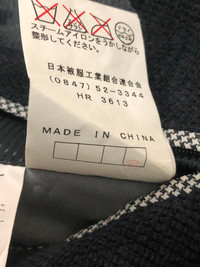 スチームアイロンをうかしながら
整形してください。
日本被服工業組合連合会
(0847) 52-3344
HR 3613
MADE IN CHINA